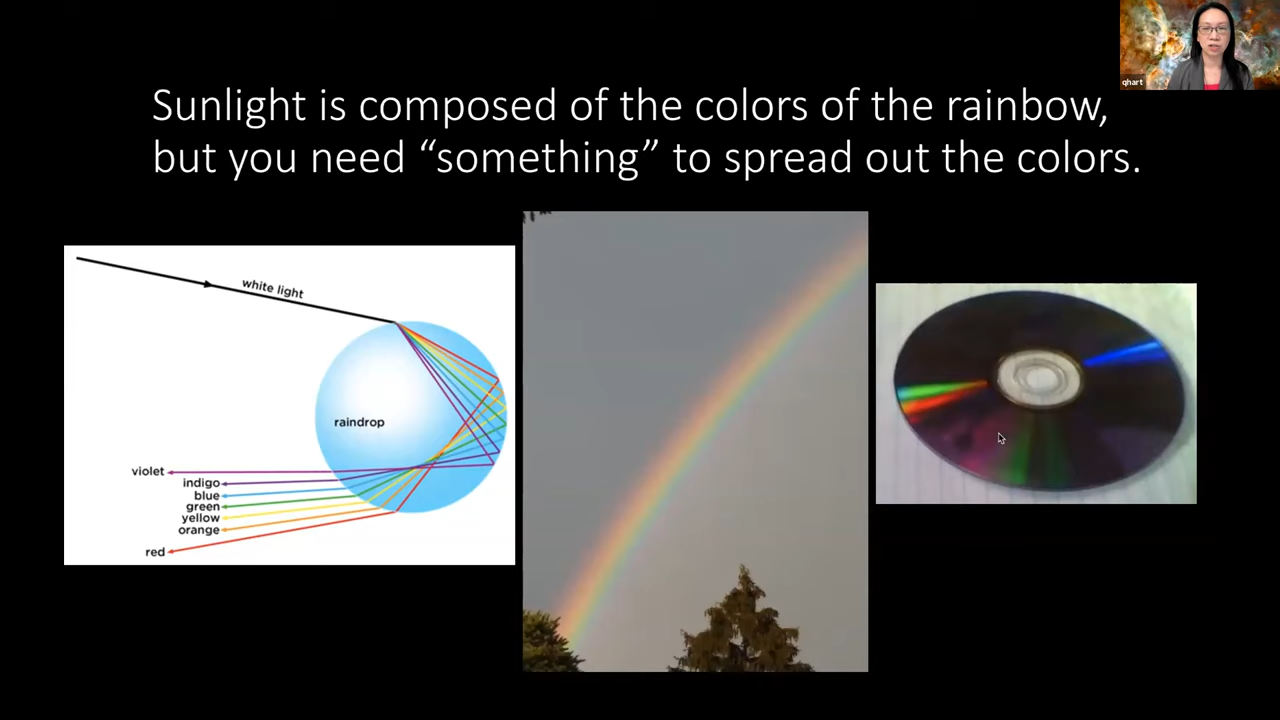 qhart
Sunlight is composed of the colors of the rainbow,
but you need “something” to spread out the colors.
white light
raindrop
violet
indigo
blue
green
yellow
orange
red